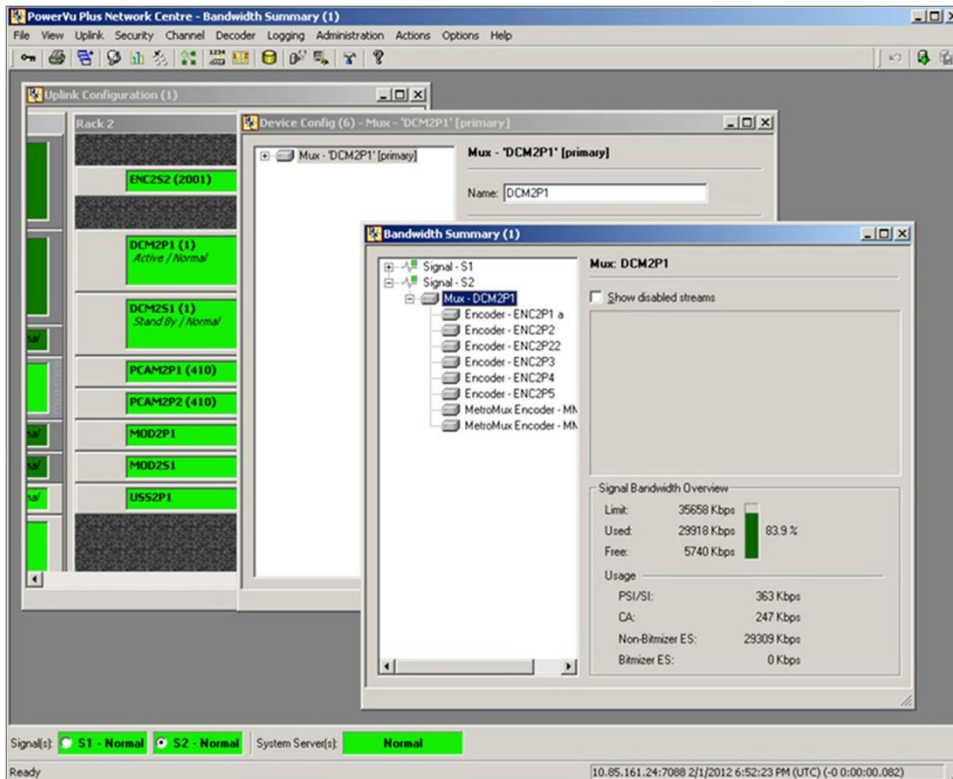 PowerVu Plus Network Centre - Bandwidth Summary (1)
File View Uplink Security Channel Decoder Logging Administration Actions Options Help
Uplink Configuration (1)
Rack 2
ENC2S2 (2001)
DCM2P1 (1)
Active / Normal
DCM2S1 (1)
Stand By / Normal
PCAM2P1 (410)
PCAM2P2 (410)
MOD2P1
MOD2S1
USS2P1
Device Config (6) - Mux - 'DCM2P1' [primary]
Mux - 'DCM2P1' [primary]
Mux - 'DCM2P1' [primary]
Name: DCM2P1
Bandwidth Summary (1)
Signal - S1
Signal - S2
Mux - DCM2P1
Encoder - ENC2P1 a
Encoder - ENC2P2
Encoder - ENC2P22
Encoder - ENC2P3
Encoder - ENC2P4
Encoder - ENC2P5
MetroMux Encoder - MM
MetroMux Encoder - MM
Mux: DCM2P1
Show disabled streams
Signal Bandwidth Overview
Limit: 35658 Kbps
Used: 29918 Kbps 83.9 %
Free: 5740 Kbps
Usage
PSI/SI: 363 Kbps
CA: 247 Kbps
Non-Bitmizer ES: 29309 Kbps
Bitmizer ES: 0 Kbps
Signal(s): S1 - Normal S2 - Normal System Server(s): Normal
Ready 10.85.161.24:7088 2/1/2012 6:52:23 PM (UTC) (-0 0:00:00.082)